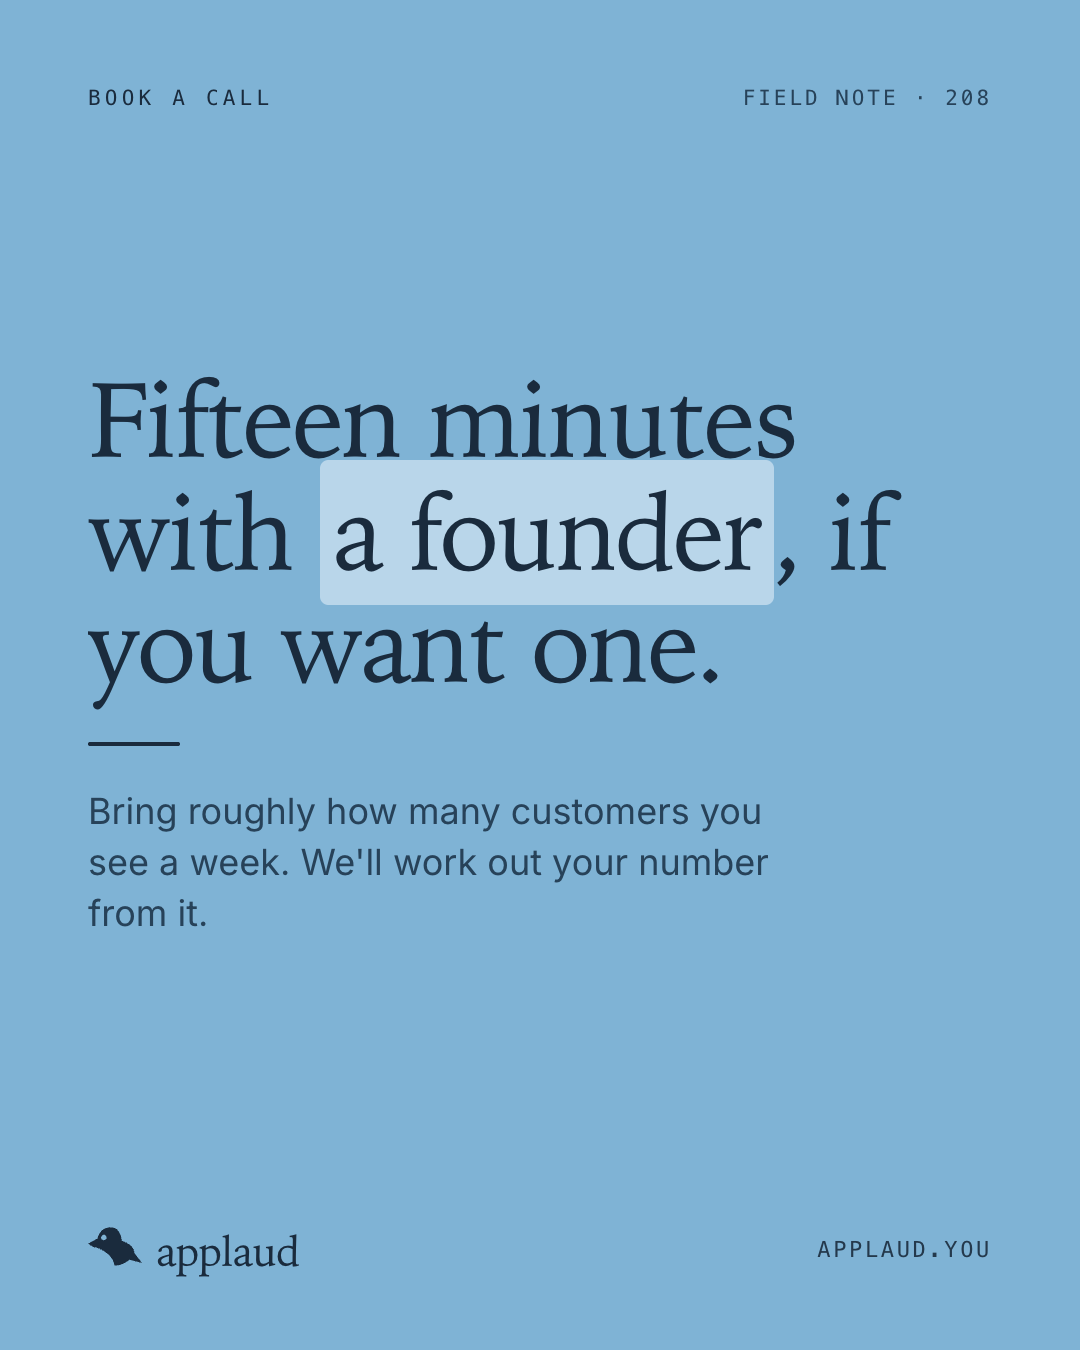 BOOK A CALL
FIELD NOTE · 208
Fifteen minutes
with a founder, if
you want one.
Bring roughly how many customers you
see a week. We'll work out your number
from it.
applaud
APPLAUD.YOU